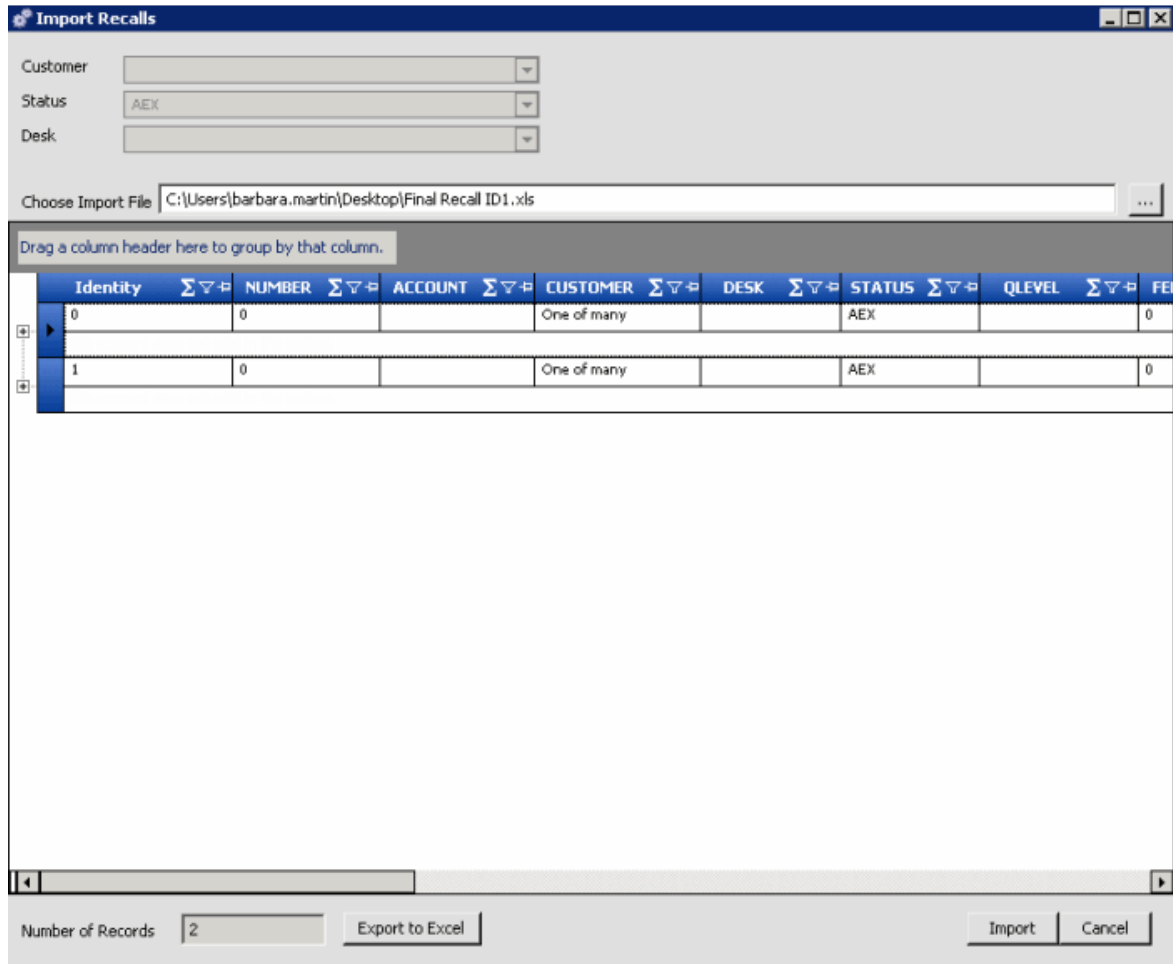 Import Recalls
Customer
Status AEX
Desk
Choose Import File C:\Users\barbara.martin\Desktop\Final Recall ID1.xls ...
Drag a column header here to group by that column.
Identity NUMBER ACCOUNT CUSTOMER DESK STATUS QLEVEL
0 0 One of many AEX 0
1 0 One of many AEX 0
Number of Records 2 Export to Excel Import Cancel